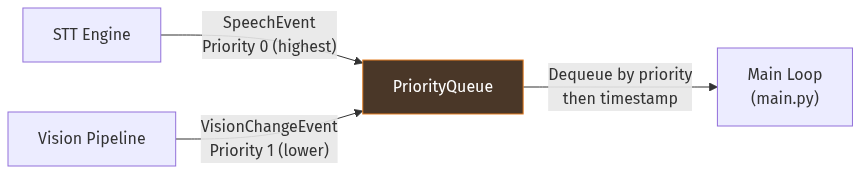 STT Engine
SpeechEvent
Priority 0 (highest)
PriorityQueue
Dequeue by priority
then timestamp
Main Loop
(main.py)
Vision Pipeline
VisionChangeEvent
Priority 1 (lower)